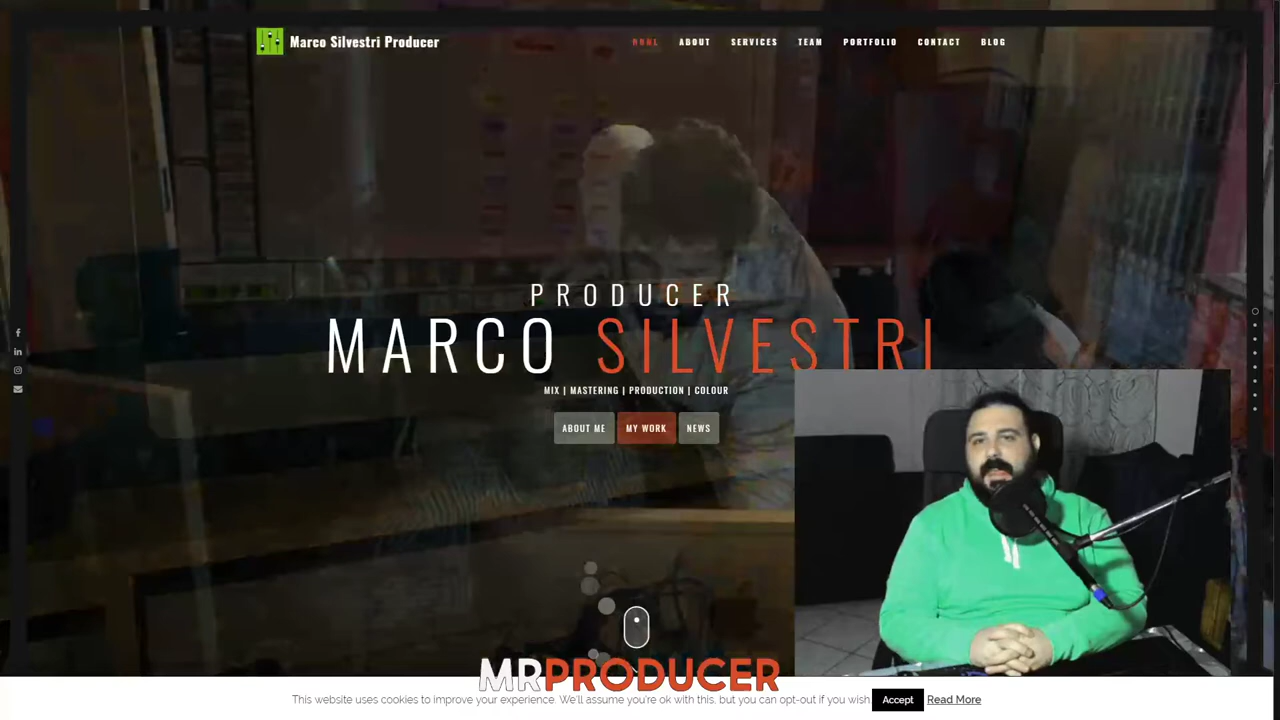 Marco Silvestri Producer
HOME ABOUT SERVICES TEAM PORTFOLIO CONTACT BLOG
PRODUCER
MARCO SILVESTRI
MIX | MASTERING | PRODUCTION | COLOUR
ABOUT ME MY WORK NEWS
MRPRODUCER
This website uses cookies to improve your experience. We'll assume you're ok with this, but you can opt-out if you wish. Accept Read More